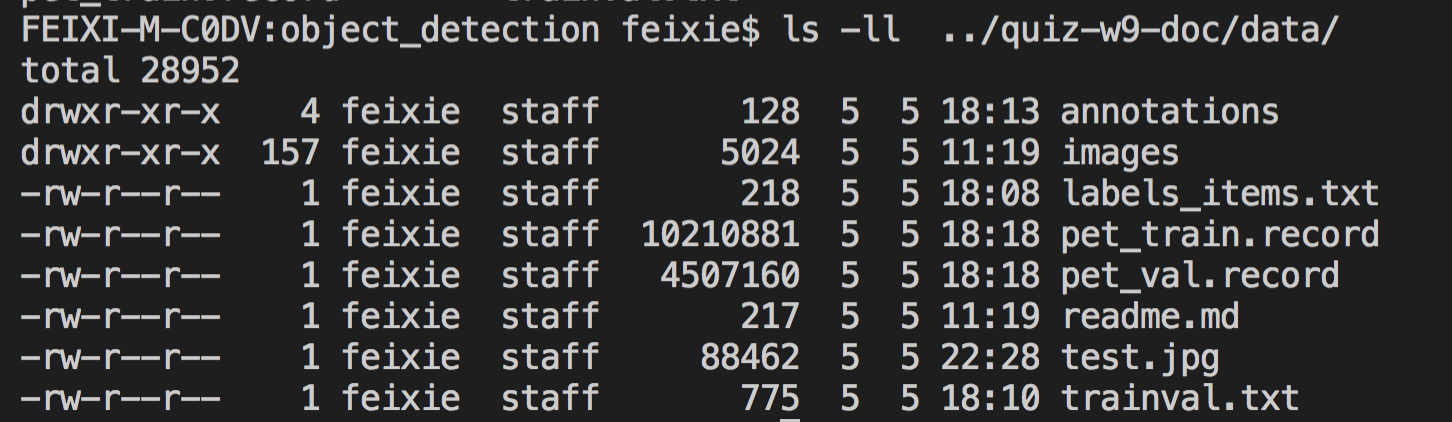 FEIXI-M-C0DV:object_detection feixie$ ls -ll  ../quiz-w9-doc/data/
total 28952
drwxr-xr-x    4 feixie  staff       128  5  5 18:13 annotations
drwxr-xr-x  157 feixie  staff      5024  5  5 11:19 images
-rw-r--r--    1 feixie  staff       218  5  5 18:08 labels_items.txt
-rw-r--r--    1 feixie  staff  10210881  5  5 18:18 pet_train.record
-rw-r--r--    1 feixie  staff   4507160  5  5 18:18 pet_val.record
-rw-r--r--    1 feixie  staff       217  5  5 11:19 readme.md
-rw-r--r--    1 feixie  staff     88462  5  5 22:28 test.jpg
-rw-r--r--    1 feixie  staff       775  5  5 18:10 trainval.txt